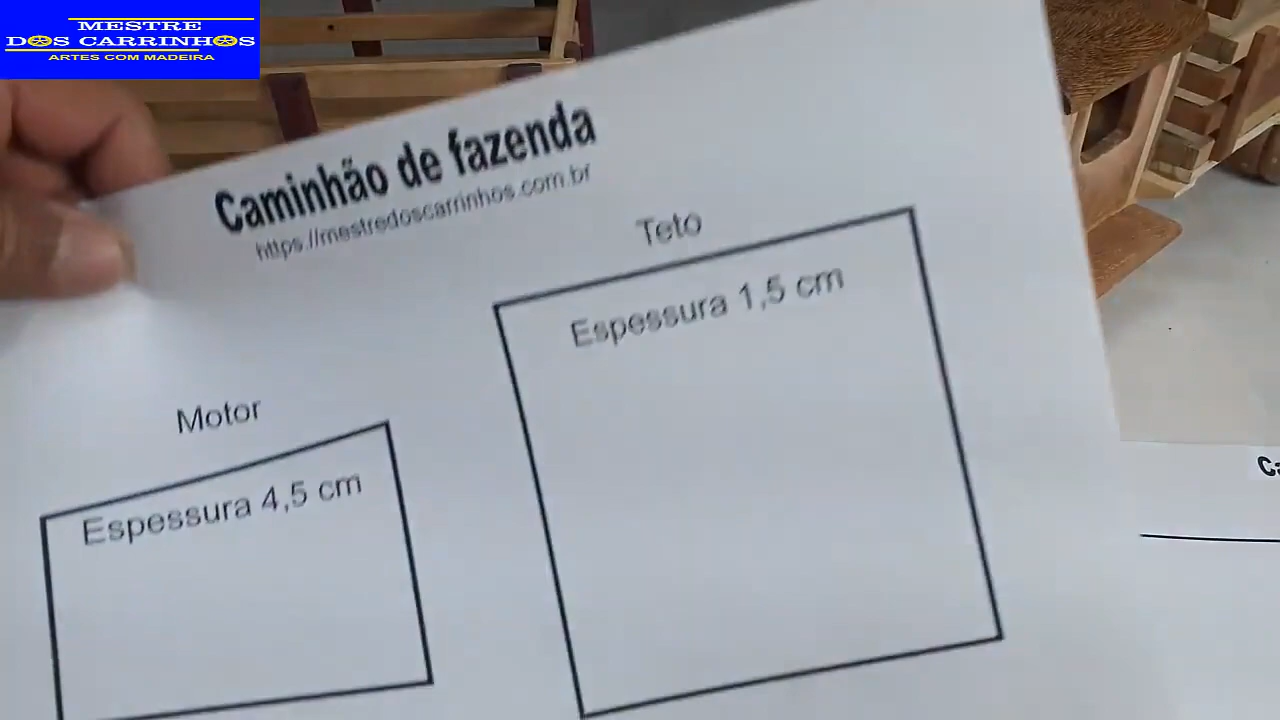 MESTRE
DOS CARRINHOS
ARTES COM MADEIRA
Caminhão de fazenda
https://mestredoscarrinhos.com.br
Teto
Espessura 1,5 cm
Motor
Espessura 4,5 cm